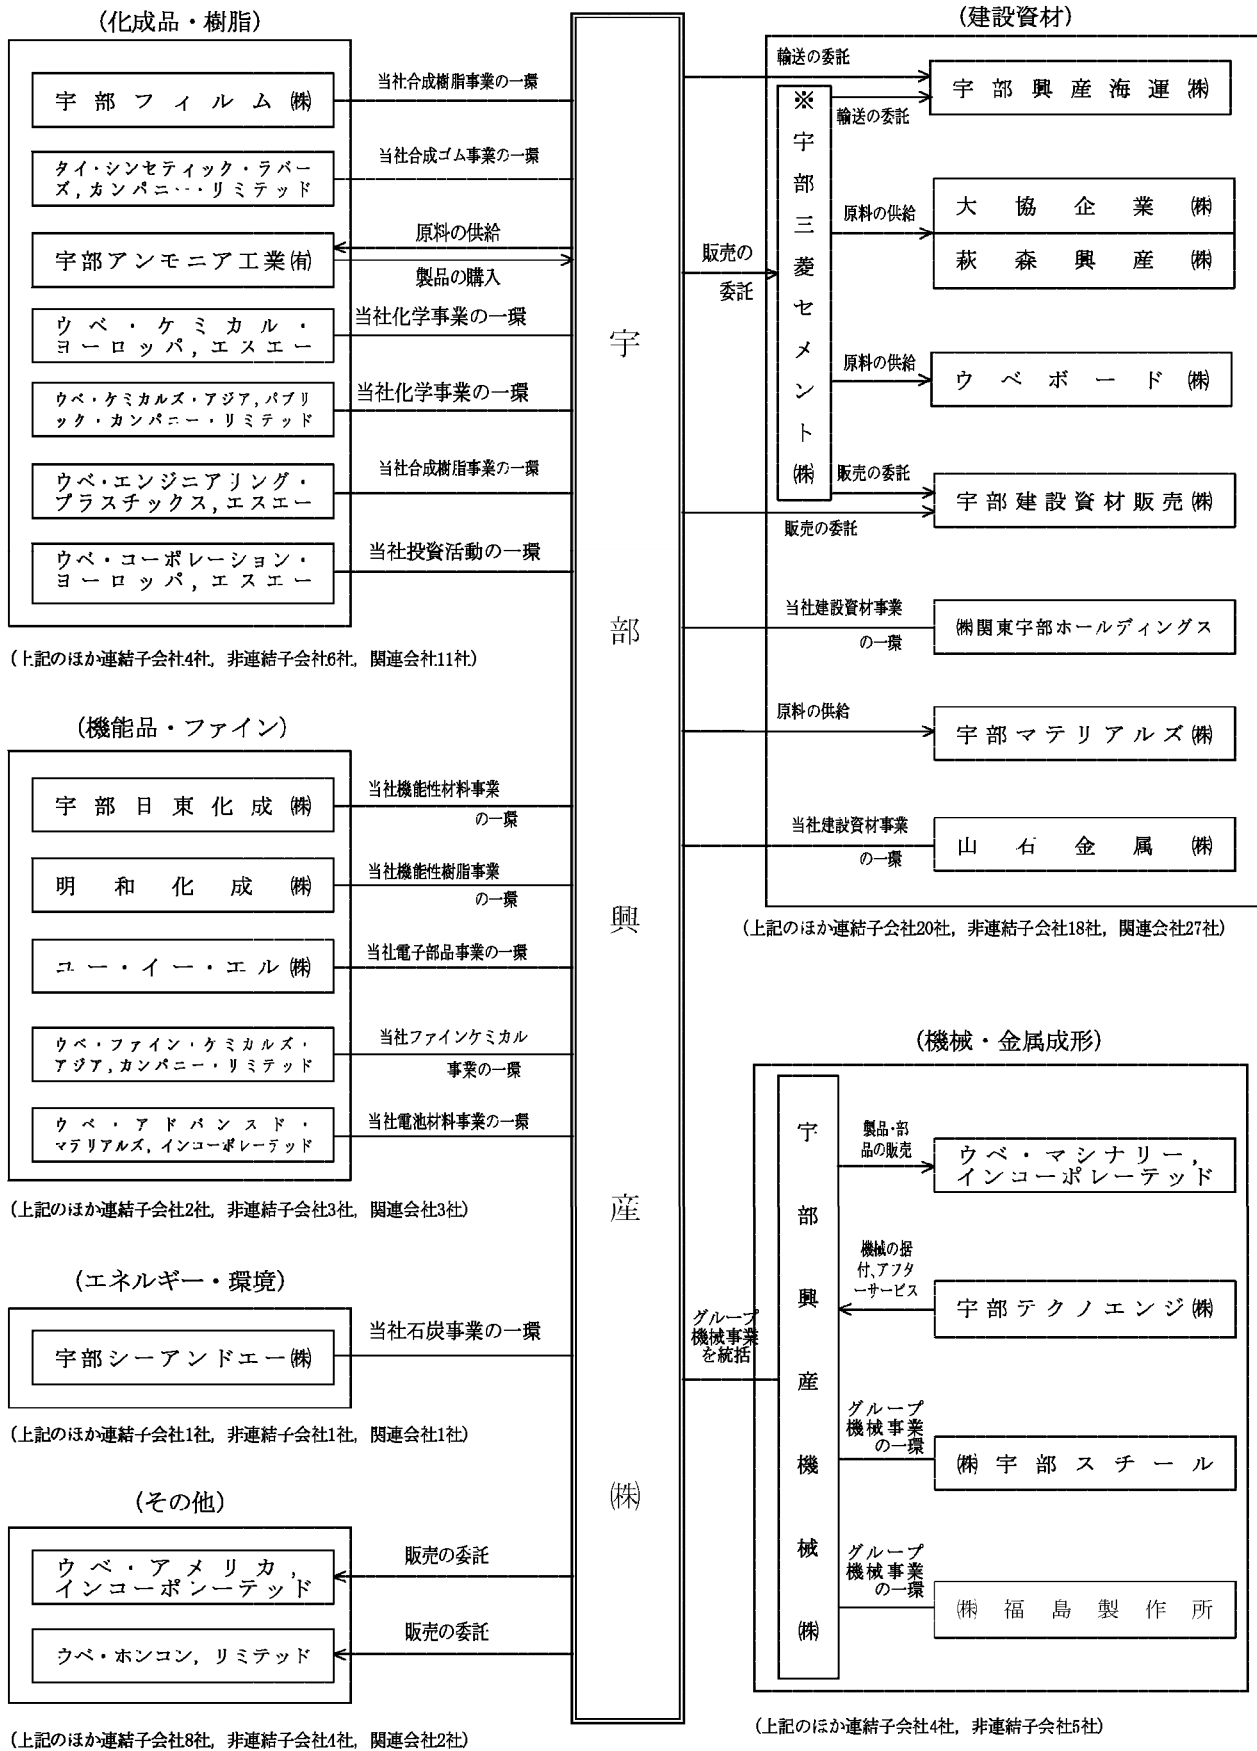 (化成品・樹脂)
宇部フィルム㈱
当社合成樹脂事業の一環
タイ・シンセティック・ラバー
ズ,カンパニー・リミテッド
当社合成ゴム事業の一環
宇部アンモニア工業㈲
原料の供給
製品の購入
ウベ・ケミカル・
ヨーロッパ,エスエー
当社化学事業の一環
ウベ・ケミカルズ・アジア,パブリ
ック・カンパニー・リミテッド
当社化学事業の一環
ウベ・エンジニアリング・
プラスチックス,エスエー
当社合成樹脂事業の一環
ウベ・コーポレーション・
ヨーロッパ,エスエー
当社投資活動の一環
(上記のほか連結子会社4社, 非連結子会社6社, 関連会社11社)
(機能品・ファイン)
宇部日東化成㈱
当社機能性材料事業
の一環
明和化成㈱
当社機能性樹脂事業
の一環
ユー・イー・エル㈱
当社電子部品事業の一環
ウベ・ファイン・ケミカルズ・
アジア,カンパニー・リミテッド
当社ファインケミカル
事業の一環
ウベ・アドバンスド・
マテリアルズ,インコーポレーテッド
当社電池材料事業の一環
(上記のほか連結子会社2社, 非連結子会社3社, 関連会社3社)
(エネルギー・環境)
宇部シーアンドエー㈱
当社石炭事業の一環
(上記のほか連結子会社1社, 非連結子会社1社, 関連会社1社)
(その他)
ウベ・アメリカ,
インコーポレーテッド
販売の委託
ウベ・ホンコン, リミテッド
販売の委託
(上記のほか連結子会社8社, 非連結子会社4社, 関連会社2社)
宇部興産㈱
(建設資材)
輸送の委託
宇部興産海運㈱
輸送の委託
※宇部三菱セメント㈱
販売の
委託
原料の供給
大協企業㈱
萩森興産㈱
原料の供給
ウベボード㈱
販売の委託
宇部建設資材販売㈱
販売の委託
当社建設資材事業
の一環
㈱関東宇部ホールディングス
原料の供給
宇部マテリアルズ㈱
当社建設資材事業
の一環
山石金属㈱
(上記のほか連結子会社20社, 非連結子会社18社, 関連会社27社)
(機械・金属成形)
グループ
機械事業
を統括
宇部興産機械㈱
製品・部
品の販売
ウベ・マシナリー,
インコーポレーテッド
機械の据
付、アフタ
ーサービス
宇部テクノエンジ㈱
グループ
機械事業
の一環
㈱宇部スチール
グループ
機械事業
の一環
㈱福島製作所
(上記のほか連結子会社4社, 非連結子会社5社)